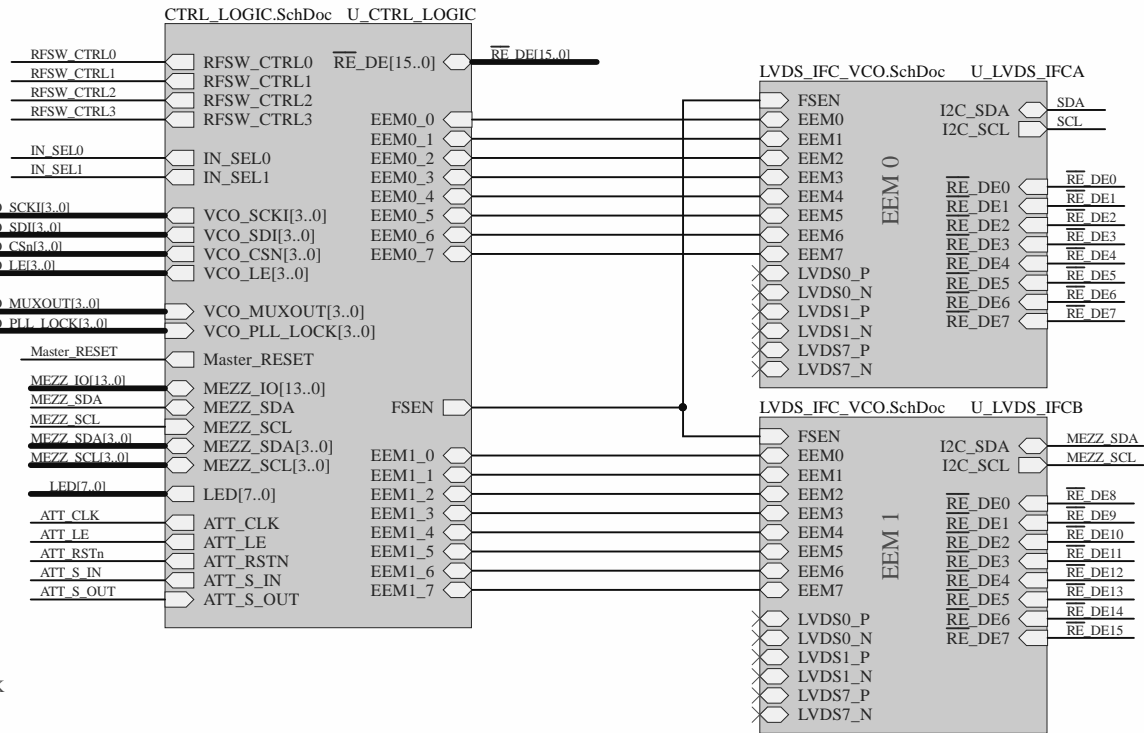 CTRL_LOGIC.SchDoc U_CTRL_LOGIC
RFSW_CTRL0 RFSW_CTRL0 RE_DE[15..0] RE_DE[15..0]
RFSW_CTRL1 RFSW_CTRL1
RFSW_CTRL2 RFSW_CTRL2
RFSW_CTRL3 RFSW_CTRL3 EEM0_0
EEM0_1
IN_SEL0 IN_SEL0 EEM0_2
IN_SEL1 IN_SEL1 EEM0_3
EEM0_4
SCKI[3..0] VCO_SCKI[3..0] EEM0_5
SDI[3..0] VCO_SDI[3..0] EEM0_6
CSn[3..0] VCO_CSN[3..0] EEM0_7
LE[3..0] VCO_LE[3..0]
MUXOUT[3..0] VCO_MUXOUT[3..0]
PLL_LOCK[3..0] VCO_PLL_LOCK[3..0]
Master_RESET Master_RESET
MEZZ_IO[13..0] MEZZ_IO[13..0]
MEZZ_SDA MEZZ_SDA FSEN
MEZZ_SCL MEZZ_SCL
MEZZ_SDA[3..0] MEZZ_SDA[3..0]
MEZZ_SCL[3..0] MEZZ_SCL[3..0] EEM1_0
EEM1_1
LED[7..0] LED[7..0] EEM1_2
EEM1_3
ATT_CLK ATT_CLK EEM1_4
ATT_LE ATT_LE EEM1_5
ATT_RSTn ATT_RSTN EEM1_6
ATT_S_IN ATT_S_IN EEM1_7
ATT_S_OUT ATT_S_OUT
LVDS_IFC_VCO.SchDoc U_LVDS_IFCA
FSEN I2C_SDA SDA
EEM0 I2C_SCL SCL
EEM1
EEM2
EEM3 RE_DE0 RE_DE0
EEM4 RE_DE1 RE_DE1
EEM5 RE_DE2 RE_DE2
EEM6 RE_DE3 RE_DE3
EEM7 RE_DE4 RE_DE4
LVDS0_P RE_DE5 RE_DE5
LVDS0_N RE_DE6 RE_DE6
LVDS1_P RE_DE7 RE_DE7
LVDS1_N
LVDS7_P
LVDS7_N
EEM 0
LVDS_IFC_VCO.SchDoc U_LVDS_IFCB
FSEN I2C_SDA MEZZ_SDA
EEM0 I2C_SCL MEZZ_SCL
EEM1
EEM2 RE_DE0 RE_DE8
EEM3 RE_DE1 RE_DE9
EEM4 RE_DE2 RE_DE10
EEM5 RE_DE3 RE_DE11
EEM6 RE_DE4 RE_DE12
EEM7 RE_DE5 RE_DE13
LVDS0_P RE_DE6 RE_DE14
LVDS0_N RE_DE7 RE_DE15
LVDS1_P
LVDS1_N
LVDS7_P
LVDS7_N
EEM 1